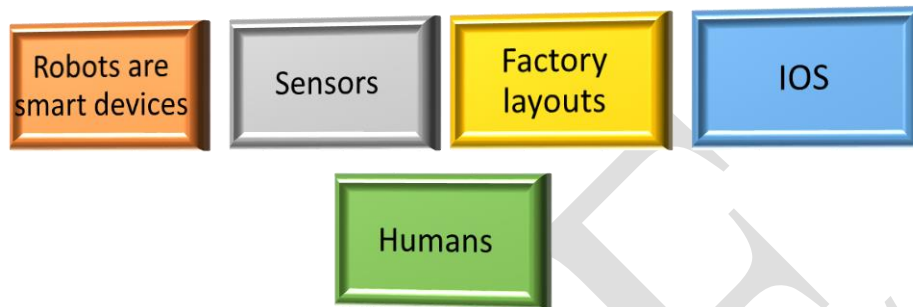 Robots are
smart devices
Sensors
Factory
layouts
IOS
Humans